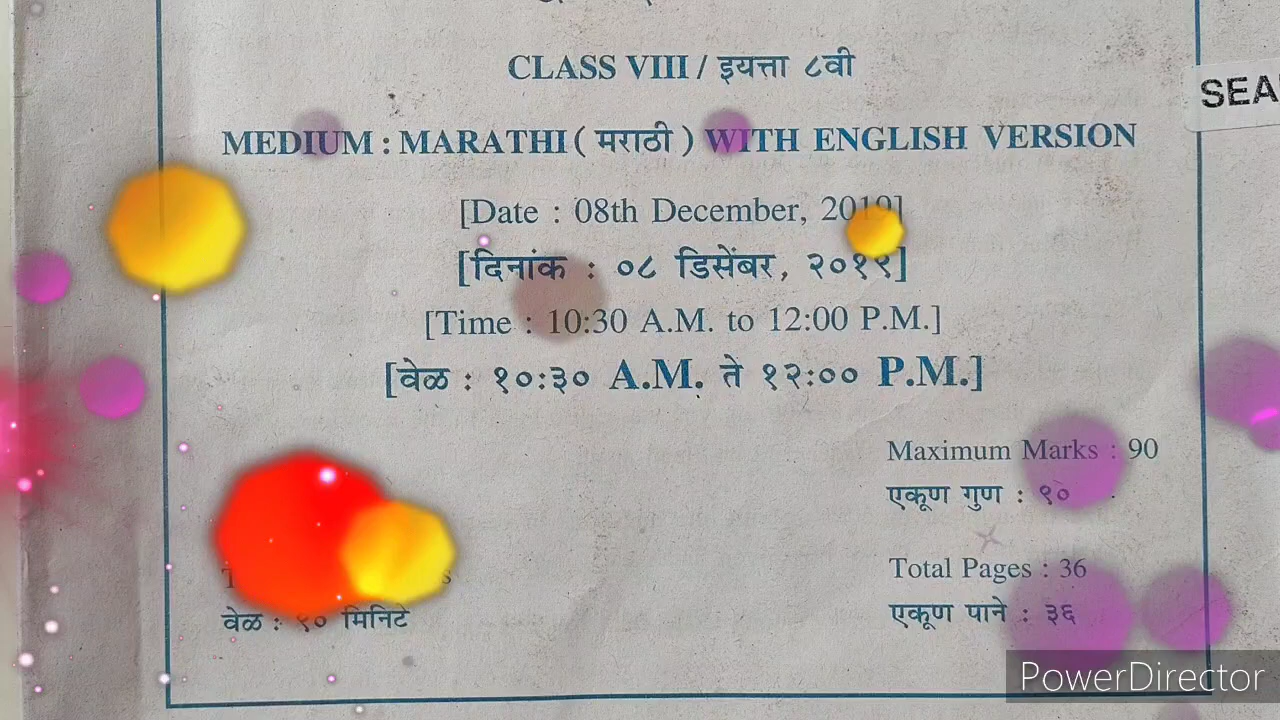 CLASS VIII / इयत्ता ८वी
SEA
MEDIUM : MARATHI ( मराठी ) WITH ENGLISH VERSION
[Date : 08th December, 2019]
[दिनांक : ०८ डिसेंबर, २०१९]
[Time : 10:30 A.M. to 12:00 P.M.]
[वेळ : १०:३० A.M. ते १२:०० P.M.]
Maximum Marks : 90
एकूण गुण : ९०
Total Pages : 36
वेळ : ९० मिनिटे
एकूण पाने : ३६
PowerDirector